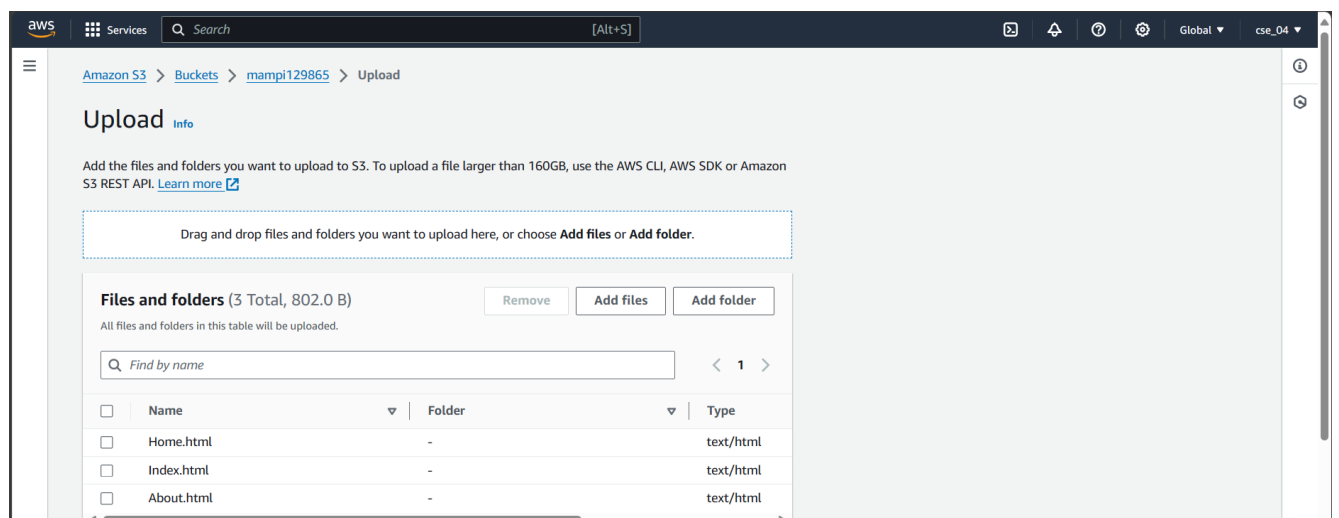 aws Services Search [Alt+S] Global cse_04
Amazon S3 > Buckets > mampi129865 > Upload
Upload Info
Add the files and folders you want to upload to S3. To upload a file larger than 160GB, use the AWS CLI, AWS SDK or Amazon
S3 REST API. Learn more
Drag and drop files and folders you want to upload here, or choose Add files or Add folder.
Files and folders (3 Total, 802.0 B) Remove Add files Add folder
All files and folders in this table will be uploaded.
Find by name < 1 >
Name Folder Type
Home.html - text/html
Index.html - text/html
About.html - text/html